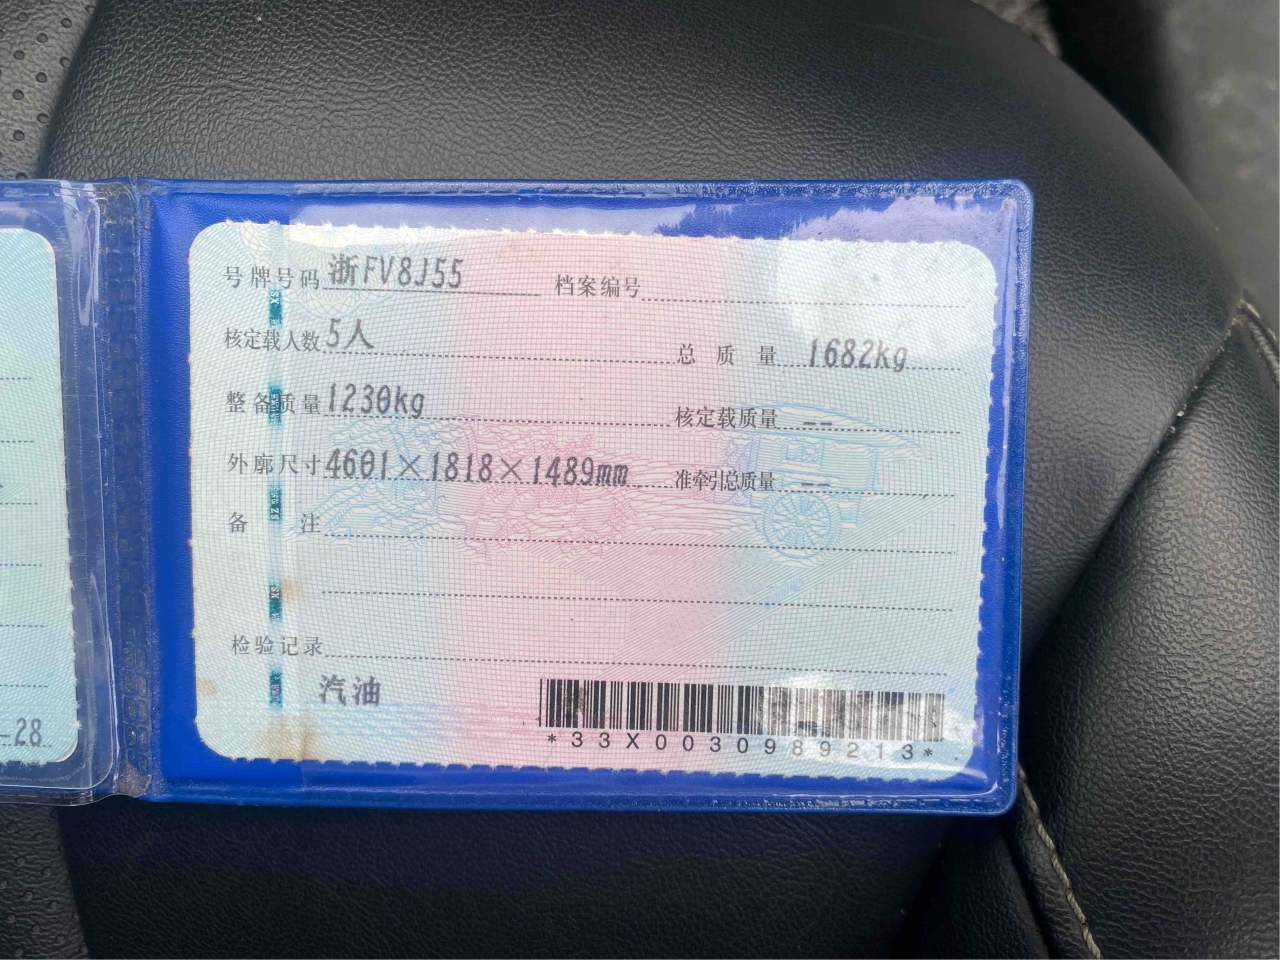 号牌号码 浙FV8J55 档案编号
核定载人数 5人 总质量 1682kg
整备质量 1230kg 核定载质量 --
外廓尺寸 4601×1818×1489mm 准牵引总质量 --
备注
检验记录
汽油
*33X0030989213*
-28